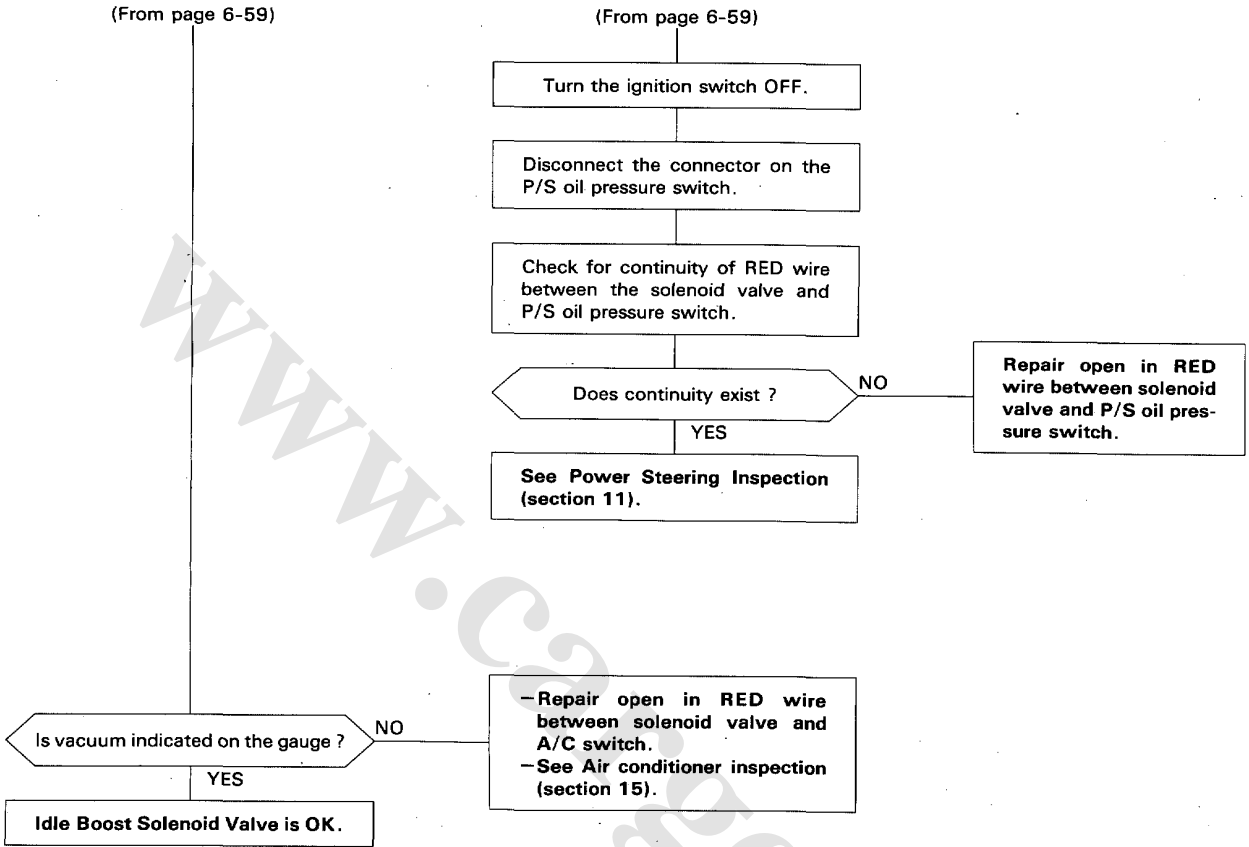 (From page 6-59)
(From page 6-59)
Turn the ignition switch OFF.
Disconnect the connector on the
P/S oil pressure switch.
Check for continuity of RED wire
between the solenoid valve and
P/S oil pressure switch.
Does continuity exist ?
NO
Repair open in RED
wire between solenoid
valve and P/S oil pres-
sure switch.
YES
See Power Steering Inspection
(section 11).
Is vacuum indicated on the gauge ?
NO
—Repair open in RED wire
between solenoid valve and
A/C switch.
—See Air conditioner inspection
(section 15).
YES
Idle Boost Solenoid Valve is OK.
www.carge